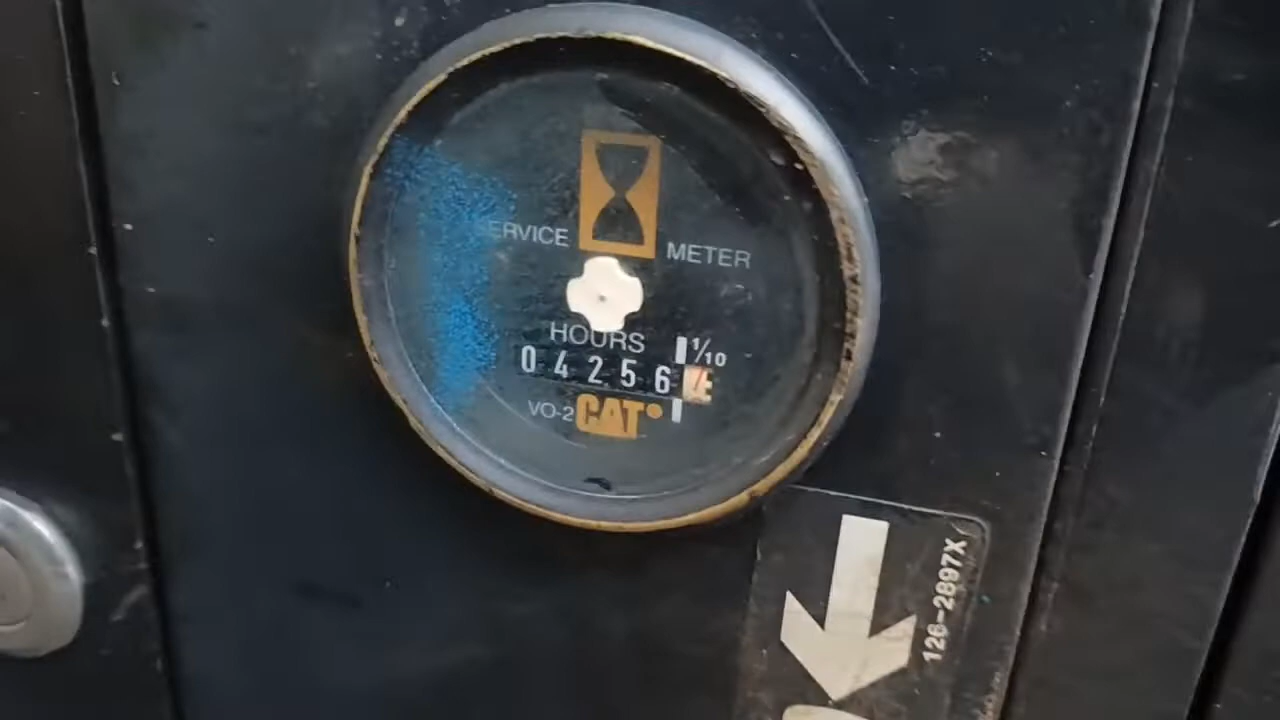 SERVICE METER
HOURS 1/10
04256
VO-2 CAT
126-2897X